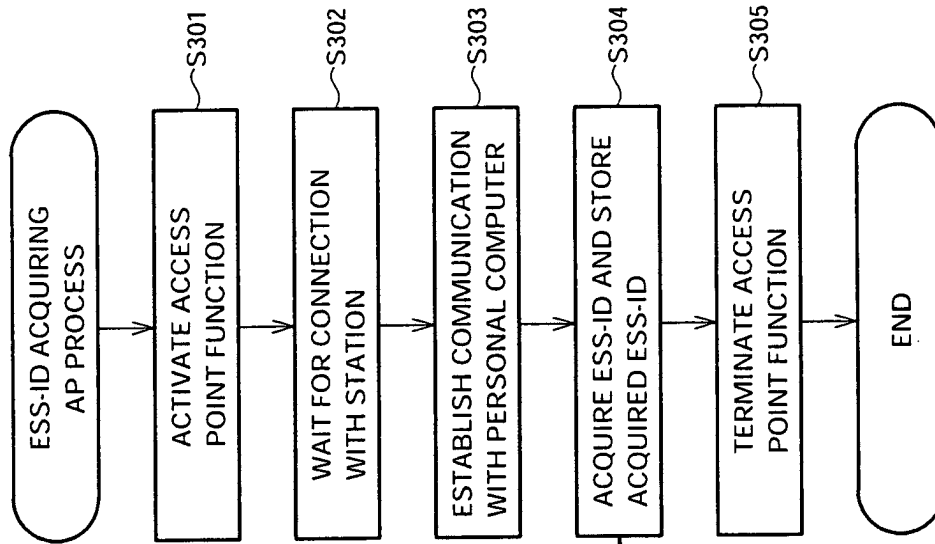 ESS-ID ACQUIRING
AP PROCESS
ACTIVATE ACCESS
POINT FUNCTION
S301
WAIT FOR CONNECTION
WITH STATION
S302
ESTABLISH COMMUNICATION
WITH PERSONAL COMPUTER
S303
ACQUIRE ESS-ID AND STORE
ACQUIRED ESS-ID
S304
TERMINATE ACCESS
POINT FUNCTION
S305
END